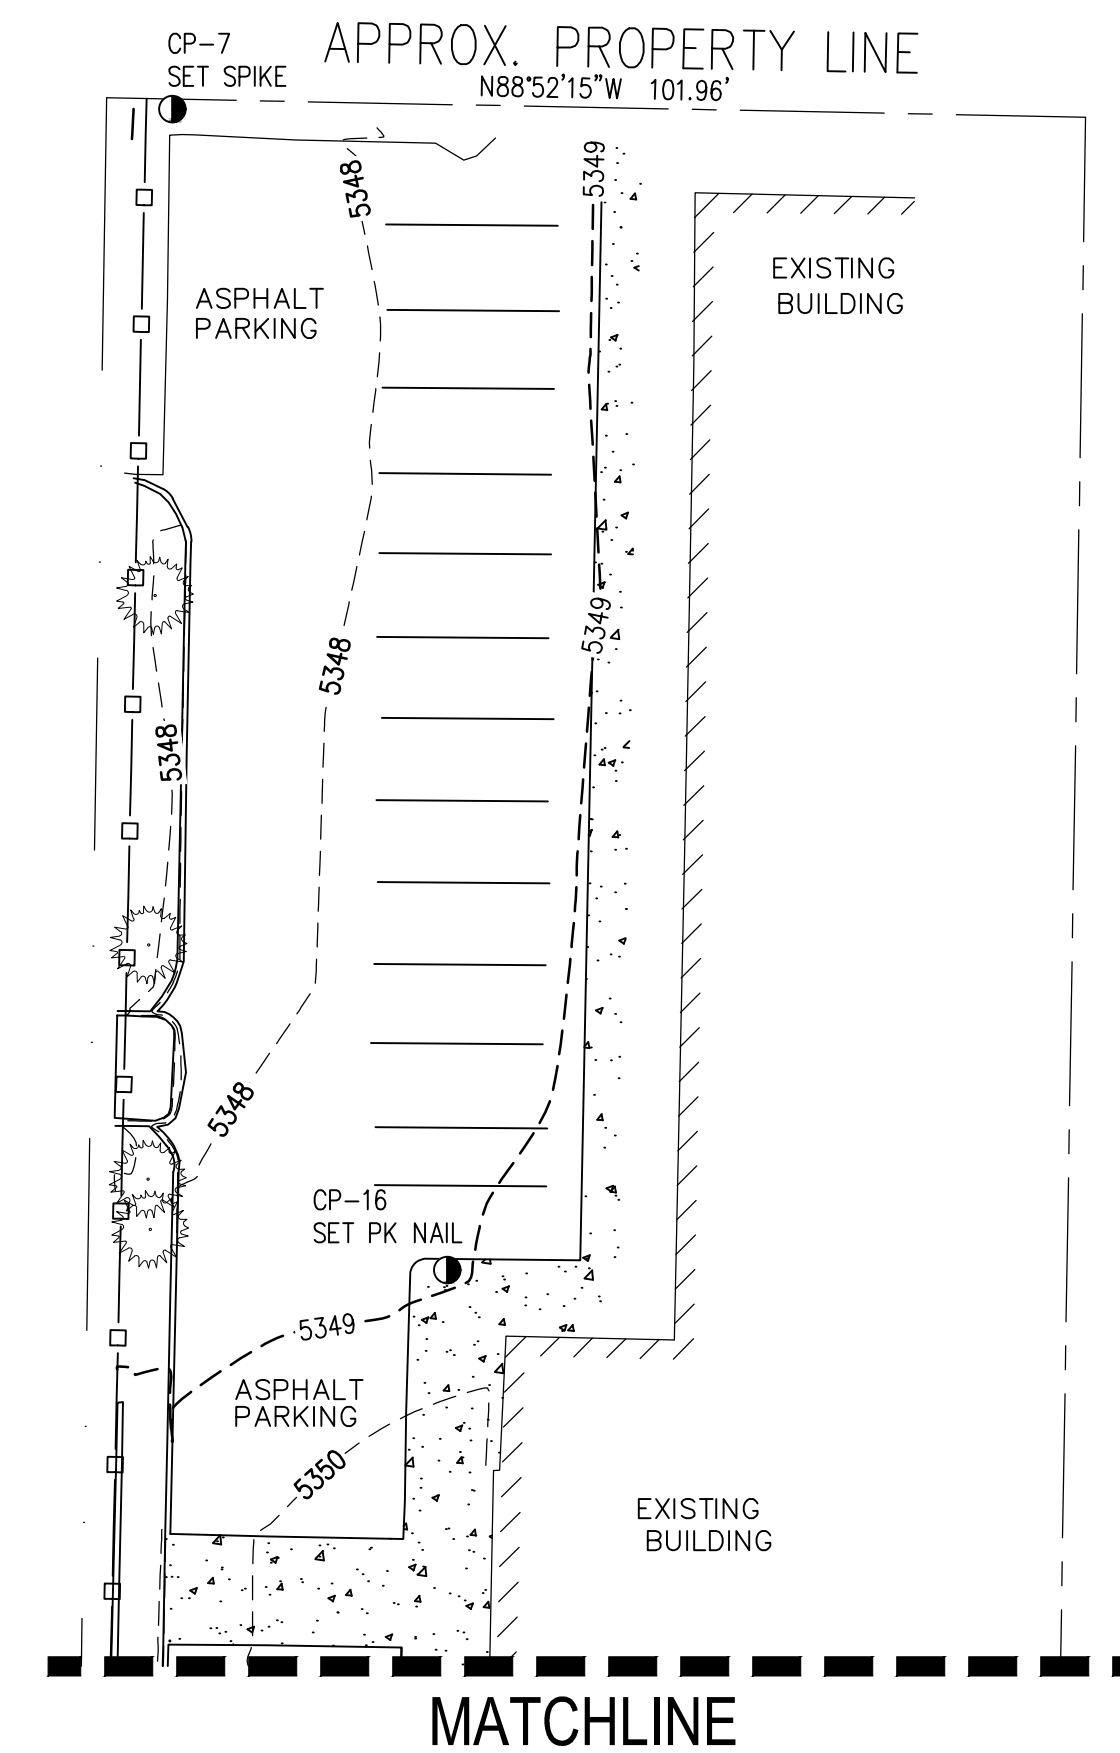 CP-7
SET SPIKE
APPROX. PROPERTY LINE
N88°52'15"W 101.96'
5348
5349
EXISTING
BUILDING
ASPHALT
PARKING
5349
5348
5348
5348
CP-16
SET PK NAIL
5349
ASPHALT
PARKING
5350
EXISTING
BUILDING
MATCHLINE